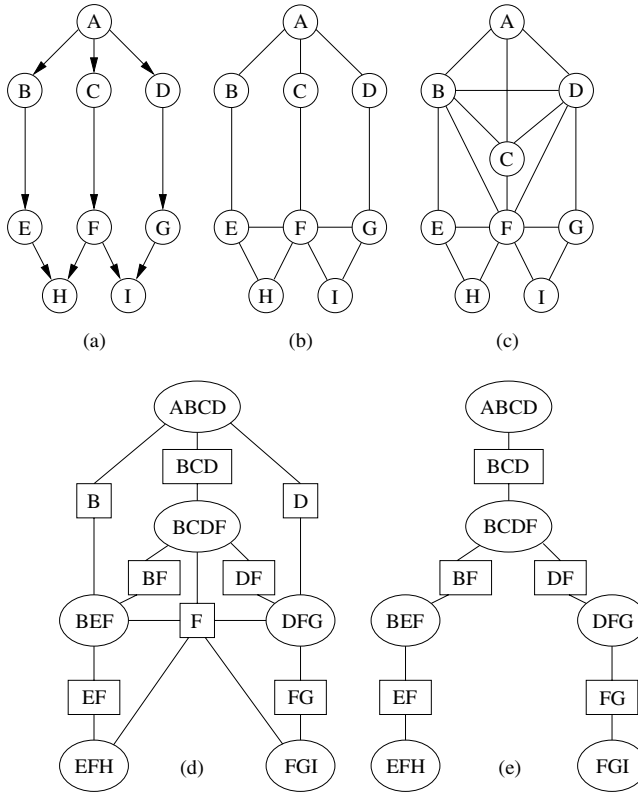 A A A
B C D B C D B D
C
E F G E F G E F G
H I H I H I
(a) (b) (c)
ABCD ABCD
BCD BCD
B D
BCDF BCDF
BF DF BF DF
BEF F DFG BEF DFG
EF FG EF FG
EFH (d) FGI EFH (e) FGI